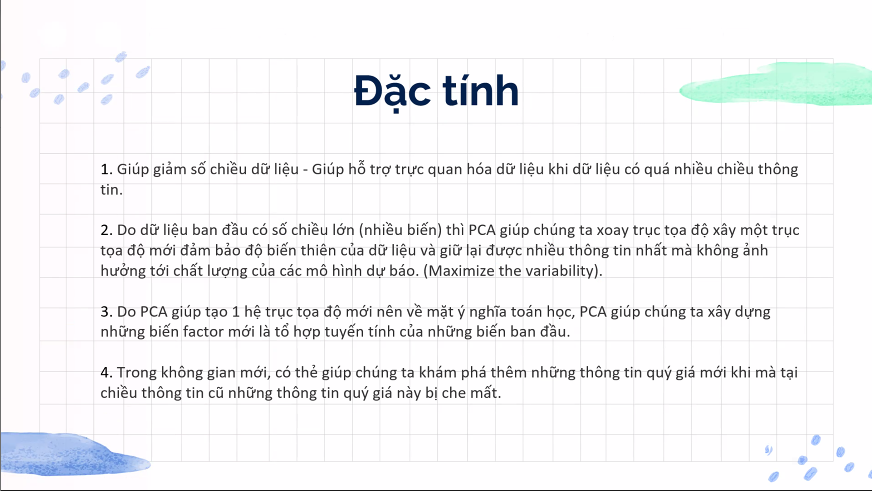 Đặc tính
1. Giúp giảm số chiều dữ liệu - Giúp hỗ trợ trực quan hóa dữ liệu khi dữ liệu có quá nhiều chiều thông
tin.
2. Do dữ liệu ban đầu có số chiều lớn (nhiều biến) thì PCA giúp chúng ta xoay trục tọa độ xây một trục
tọa độ mới đảm bảo độ biến thiên của dữ liệu và giữ lại được nhiều thông tin nhất mà không ảnh
hưởng tới chất lượng của các mô hình dự báo. (Maximize the variability).
3. Do PCA giúp tạo 1 hệ trục tọa độ mới nên về mặt ý nghĩa toán học, PCA giúp chúng ta xây dựng
những biến factor mới là tổ hợp tuyến tính của những biến ban đầu.
4. Trong không gian mới, có thẻ giúp chúng ta khám phá thêm những thông tin quý giá mới khi mà tại
chiều thông tin cũ những thông tin quý giá này bị che mất.